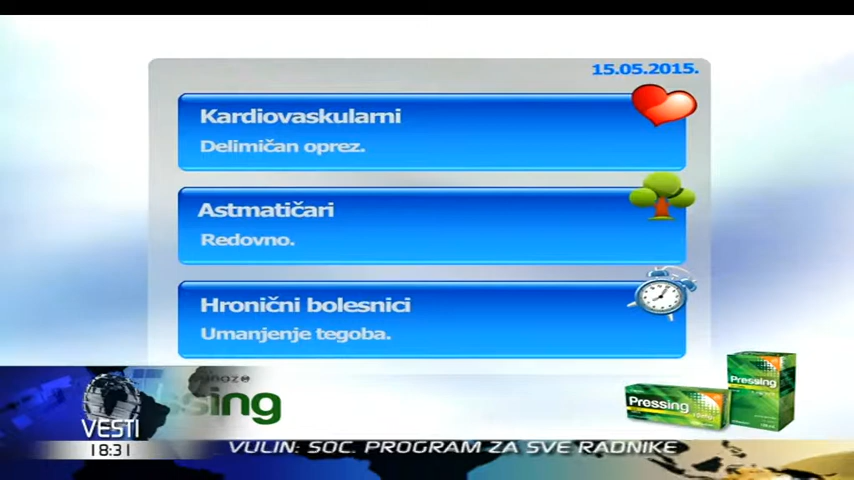 15.05.2015.
Kardiovaskularni
Delimičan oprez.
Astmatičari
Redovno.
Hronični bolesnici
Umanjenje tegoba.
Pressing
Pressing
VESTI
18:31
VULIN: SOC. PROGRAM ZA SVE RADNIKE